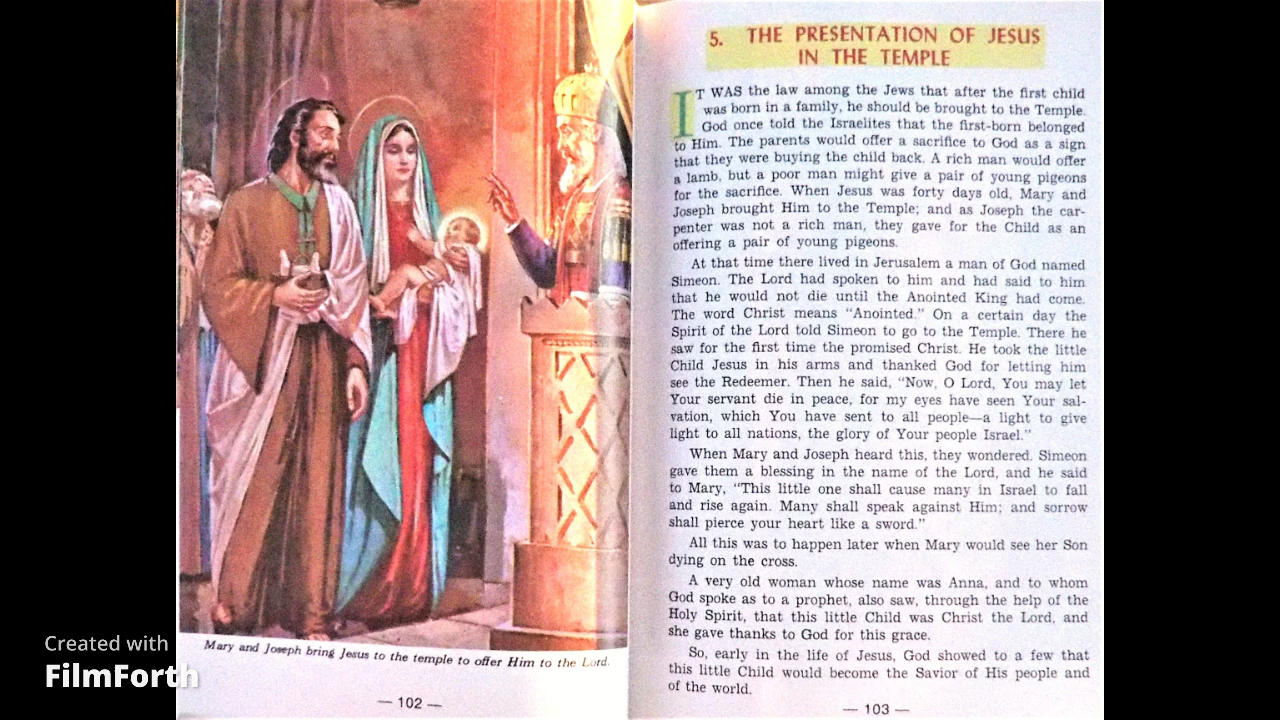 Mary and Joseph bring Jesus to the temple to offer Him to the Lord.
— 102 —
5. THE PRESENTATION OF JESUS
IN THE TEMPLE
IT WAS the law among the Jews that after the first child
was born in a family, he should be brought to the Temple.
God once told the Israelites that the first-born belonged
to Him. The parents would offer a sacrifice to God as a sign
that they were buying the child back. A rich man would offer
a lamb, but a poor man might give a pair of young pigeons
for the sacrifice. When Jesus was forty days old, Mary and
Joseph brought Him to the Temple; and as Joseph the car-
penter was not a rich man, they gave for the Child as an
offering a pair of young pigeons.
At that time there lived in Jerusalem a man of God named
Simeon. The Lord had spoken to him and had said to him
that he would not die until the Anointed King had come.
The word Christ means “Anointed.” On a certain day the
Spirit of the Lord told Simeon to go to the Temple. There he
saw for the first time the promised Christ. He took the little
Child Jesus in his arms and thanked God for letting him
see the Redeemer. Then he said, “Now, O Lord, You may let
Your servant die in peace, for my eyes have seen Your sal-
vation, which You have sent to all people—a light to give
light to all nations, the glory of Your people Israel.”
When Mary and Joseph heard this, they wondered. Simeon
gave them a blessing in the name of the Lord, and he said
to Mary, “This little one shall cause many in Israel to fall
and rise again. Many shall speak against Him; and sorrow
shall pierce your heart like a sword.”
All this was to happen later when Mary would see her Son
dying on the cross.
A very old woman whose name was Anna, and to whom
God spoke as to a prophet, also saw, through the help of the
Holy Spirit, that this little Child was Christ the Lord, and
she gave thanks to God for this grace.
So, early in the life of Jesus, God showed to a few that
this little Child would become the Savior of His people and
of the world.
— 103 —
Created with
FilmForth